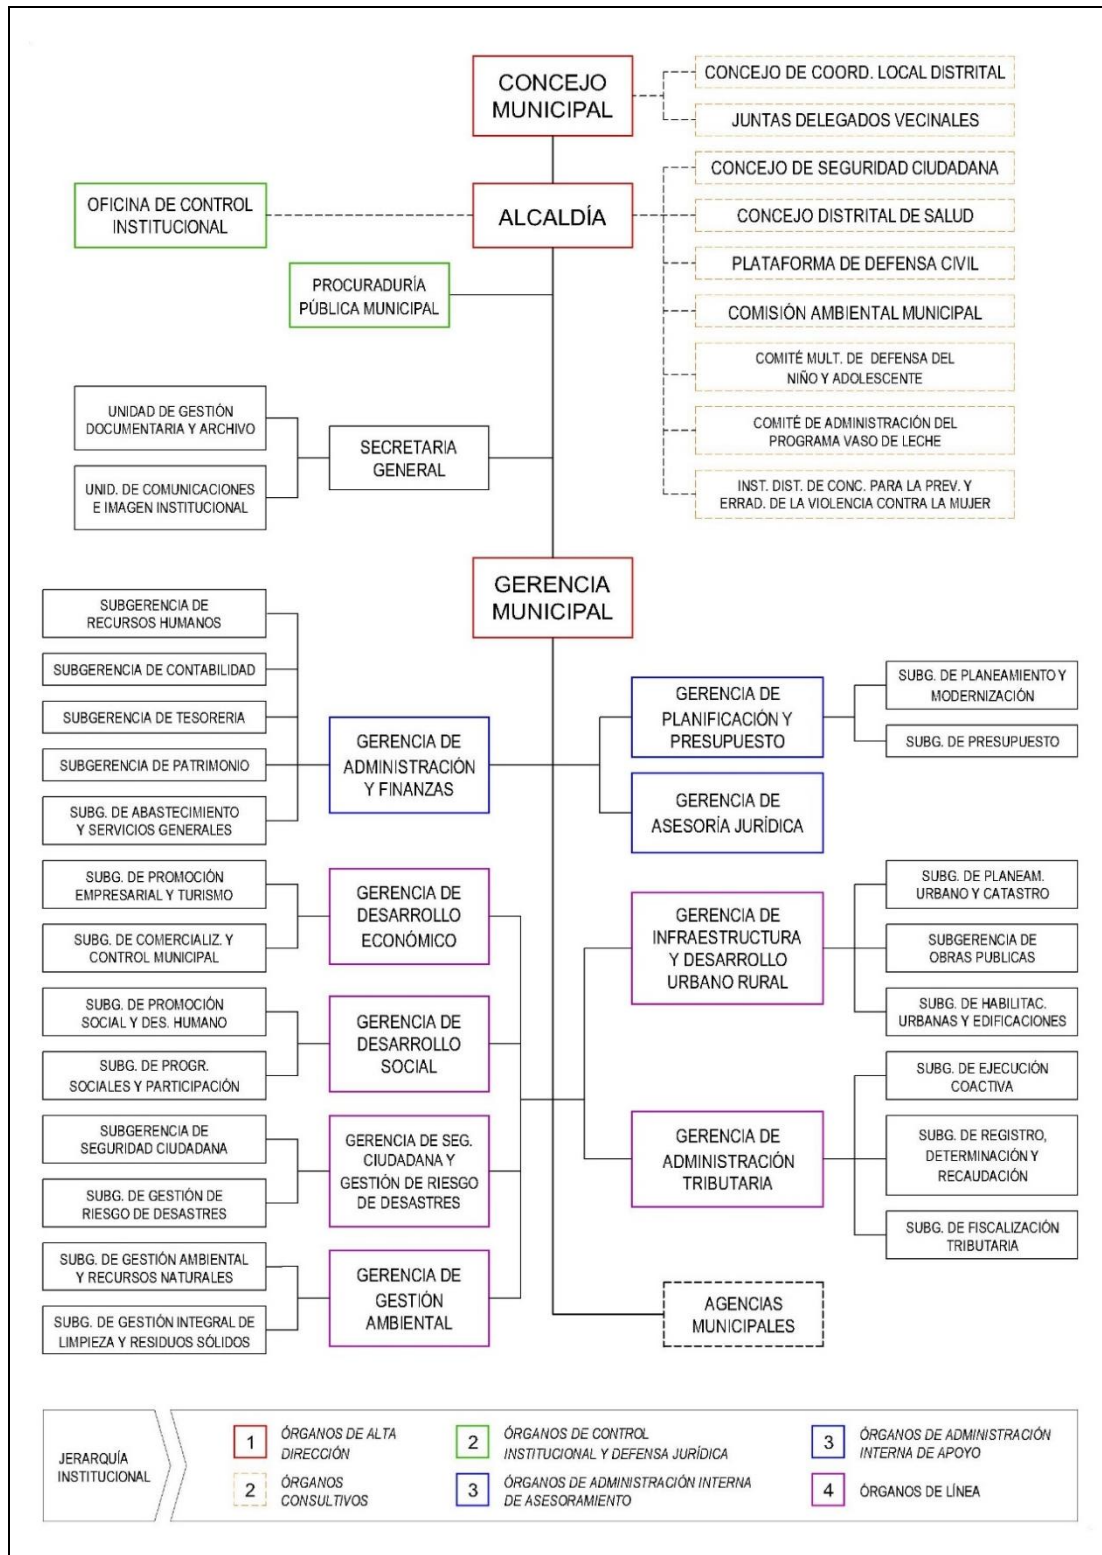 CONCEJO
MUNICIPAL
CONCEJO DE COORD. LOCAL DISTRITAL
JUNTAS DELEGADOS VECINALES
OFICINA DE CONTROL
INSTITUCIONAL
ALCALDÍA
CONCEJO DE SEGURIDAD CIUDADANA
CONCEJO DISTRITAL DE SALUD
PLATAFORMA DE DEFENSA CIVIL
COMISIÓN AMBIENTAL MUNICIPAL
COMITÉ MULT. DE DEFENSA DEL
NIÑO Y ADOLESCENTE
COMITÉ DE ADMINISTRACIÓN DEL
PROGRAMA VASO DE LECHE
INST. DIST. DE CONC. PARA LA PREV. Y
ERRAD. DE LA VIOLENCIA CONTRA LA MUJER
PROCURADURÍA
PÚBLICA MUNICIPAL
UNIDAD DE GESTIÓN
DOCUMENTARIA Y ARCHIVO
UNID. DE COMUNICACIONES
E IMAGEN INSTITUCIONAL
SECRETARIA
GENERAL
GERENCIA
MUNICIPAL
SUBGERENCIA DE
RECURSOS HUMANOS
SUBGERENCIA DE CONTABILIDAD
SUBGERENCIA DE TESORERIA
SUBGERENCIA DE PATRIMONIO
SUBG. DE ABASTECIMIENTO
Y SERVICIOS GENERALES
GERENCIA DE
ADMINISTRACIÓN
Y FINANZAS
GERENCIA DE
PLANIFICACIÓN Y
PRESUPUESTO
SUBG. DE PLANEAMIENTO Y
MODERNIZACIÓN
SUBG. DE PRESUPUESTO
GERENCIA DE
ASESORÍA JURÍDICA
SUBG. DE PROMOCIÓN
EMPRESARIAL Y TURISMO
SUBG. DE COMERCIALIZ. Y
CONTROL MUNICIPAL
GERENCIA DE
DESARROLLO
ECONÓMICO
GERENCIA DE
INFRAESTRUCTURA
Y DESARROLLO
URBANO RURAL
SUBG. DE PLANEAM.
URBANO Y CATASTRO
SUBGERENCIA DE
OBRAS PUBLICAS
SUBG. DE HABILITAC.
URBANAS Y EDIFICACIONES
SUBG. DE PROMOCIÓN
SOCIAL Y DES. HUMANO
SUBG. DE PROGR.
SOCIALES Y PARTICIPACIÓN
GERENCIA DE
DESARROLLO
SOCIAL
SUBGERENCIA DE
SEGURIDAD CIUDADANA
SUBG. DE GESTIÓN DE
RIESGO DE DESASTRES
GERENCIA DE SEG.
CIUDADANA Y
GESTIÓN DE RIESGO
DE DESASTRES
GERENCIA DE
ADMINISTRACIÓN
TRIBUTARIA
SUBG. DE EJECUCIÓN
COACTIVA
SUBG. DE REGISTRO,
DETERMINACIÓN Y
RECAUDACIÓN
SUBG. DE FISCALIZACIÓN
TRIBUTARIA
SUBG. DE GESTIÓN AMBIENTAL
Y RECURSOS NATURALES
SUBG. DE GESTIÓN INTEGRAL DE
LIMPIEZA Y RESIDUOS SÓLIDOS
GERENCIA DE
GESTIÓN
AMBIENTAL
AGENCIAS
MUNICIPALES
JERARQUÍA
INSTITUCIONAL
1 ÓRGANOS DE ALTA
DIRECCIÓN
2 ÓRGANOS DE CONTROL
INSTITUCIONAL Y DEFENSA JURÍDICA
3 ÓRGANOS DE ADMINISTRACIÓN
INTERNA DE APOYO
2 ÓRGANOS
CONSULTIVOS
3 ÓRGANOS DE ADMINISTRACIÓN INTERNA
DE ASESORAMIENTO
4 ÓRGANOS DE LÍNEA